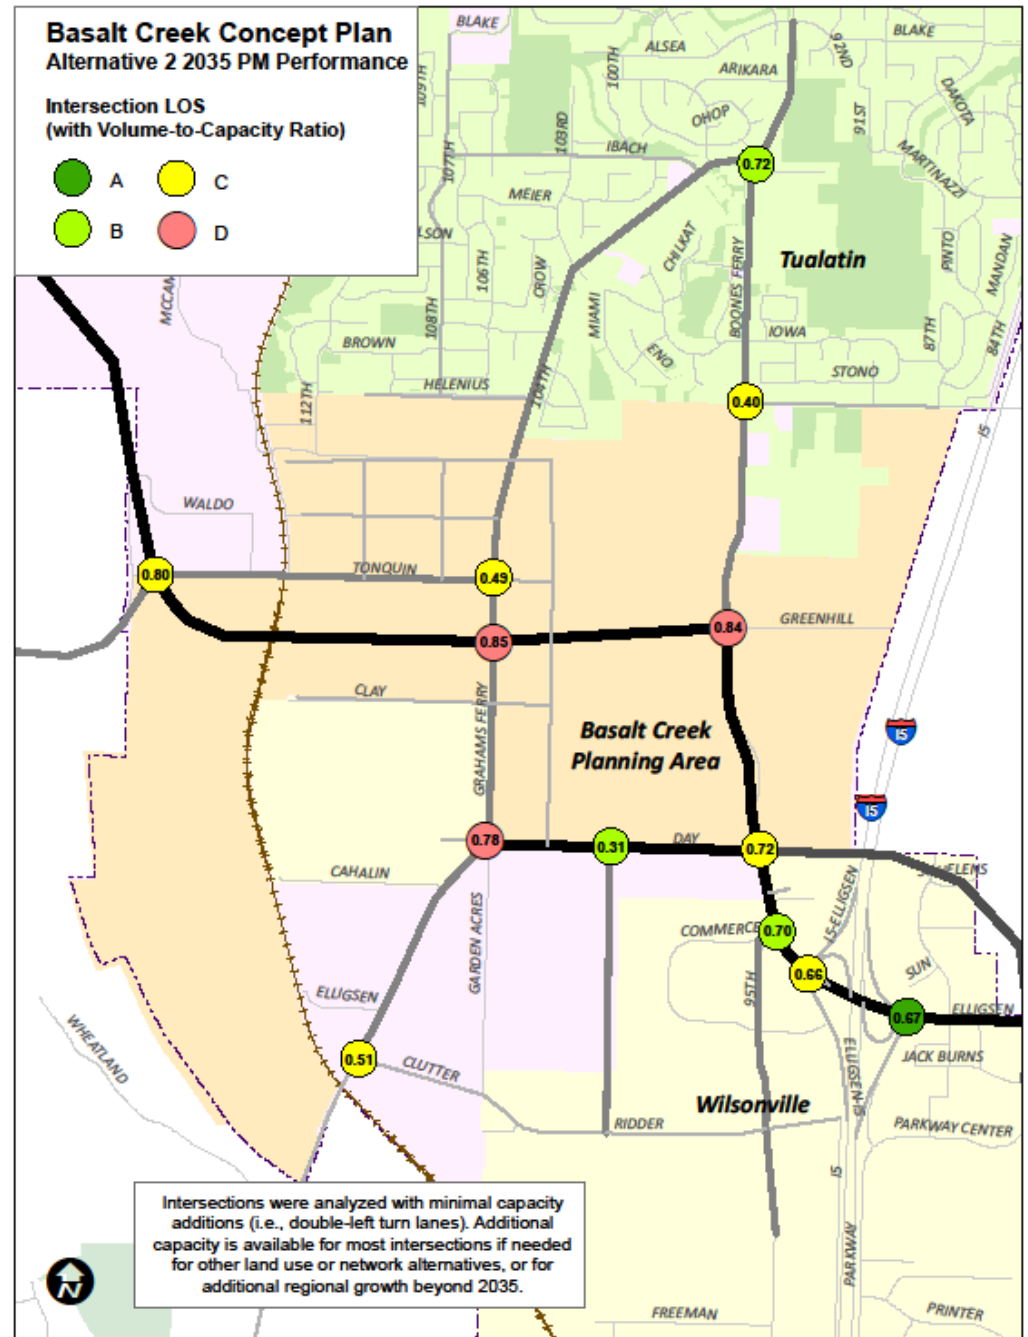 Basalt Creek Concept Plan
Alternative 2 2035 PM Performance
Intersection LOS
(with Volume-to-Capacity Ratio)
A
C
B
D
BLAKE
BLAKE
109TH
100TH
ALSEA
92ND
ARIKARA
DAKOTA
OHOP
91ST
103RD
IBACH
107TH
0.72
MARTINAZZI
MEIER
LSON
CHILKAT
Tualatin
PINTO
MANDAN
106TH
CROW
BOONES FERRY
MCCAM
MIAMI
108TH
IOWA
87TH
84TH
BROWN
ENO
STONO
HELENIUS
112TH
104TH
0.40
I5
WALDO
TONQUIN
0.80
0.49
GREENHILL
0.84
0.85
CLAY
GRAHAMS FERRY
Basalt Creek
Planning Area
I5
I5
0.78
0.31
DAY
0.72
CAHALIN
ELENS
I5-ELLIGSEN
GARDEN ACRES
COMMERCE
0.70
SUN
0.66
95TH
ELLIGSEN
0.67
ELLIGSEN
0.51
CLUTTER
WHEATLAND
ELLIGSEN-I5
JACK BURNS
Wilsonville
RIDDER
PARKWAY CENTER
I5
Intersections were analyzed with minimal capacity
additions (i.e., double-left turn lanes). Additional
capacity is available for most intersections if needed
for other land use or network alternatives, or for
additional regional growth beyond 2035.
PARKWAY
N
FREEMAN
PRINTER